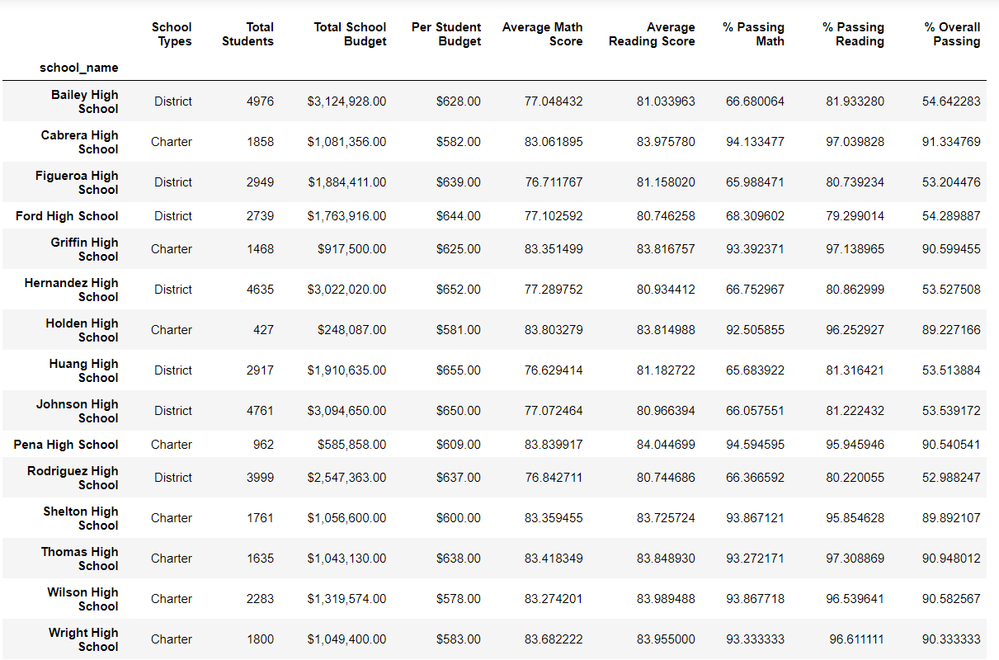 School Types Total Students Total School Budget Per Student Budget Average Math Score Average Reading Score % Passing Math % Passing Reading % Overall Passing
school_name
Bailey High School District 4976 $3,124,928.00 $628.00 77.048432 81.033963 66.680064 81.933280 54.642283
Cabrera High School Charter 1858 $1,081,356.00 $582.00 83.061895 83.975780 94.133477 97.039828 91.334769
Figueroa High School District 2949 $1,884,411.00 $639.00 76.711767 81.158020 65.988471 80.739234 53.204476
Ford High School District 2739 $1,763,916.00 $644.00 77.102592 80.746258 68.309602 79.299014 54.289887
Griffin High School Charter 1468 $917,500.00 $625.00 83.351499 83.816757 93.392371 97.138965 90.599455
Hernandez High School District 4635 $3,022,020.00 $652.00 77.289752 80.934412 66.752967 80.862999 53.527508
Holden High School Charter 427 $248,087.00 $581.00 83.803279 83.814988 92.505855 96.252927 89.227166
Huang High School District 2917 $1,910,635.00 $655.00 76.629414 81.182722 65.683922 81.316421 53.513884
Johnson High School District 4761 $3,094,650.00 $650.00 77.072464 80.966394 66.057551 81.222432 53.539172
Pena High School Charter 962 $585,858.00 $609.00 83.839917 84.044699 94.594595 95.945946 90.540541
Rodriguez High School District 3999 $2,547,363.00 $637.00 76.842711 80.744686 66.366592 80.220055 52.988247
Shelton High School Charter 1761 $1,056,600.00 $600.00 83.359455 83.725724 93.867121 95.854628 89.892107
Thomas High School Charter 1635 $1,043,130.00 $638.00 83.418349 83.848930 93.272171 97.308869 90.948012
Wilson High School Charter 2283 $1,319,574.00 $578.00 83.274201 83.989488 93.867718 96.539641 90.582567
Wright High School Charter 1800 $1,049,400.00 $583.00 83.682222 83.955000 93.333333 96.611111 90.333333